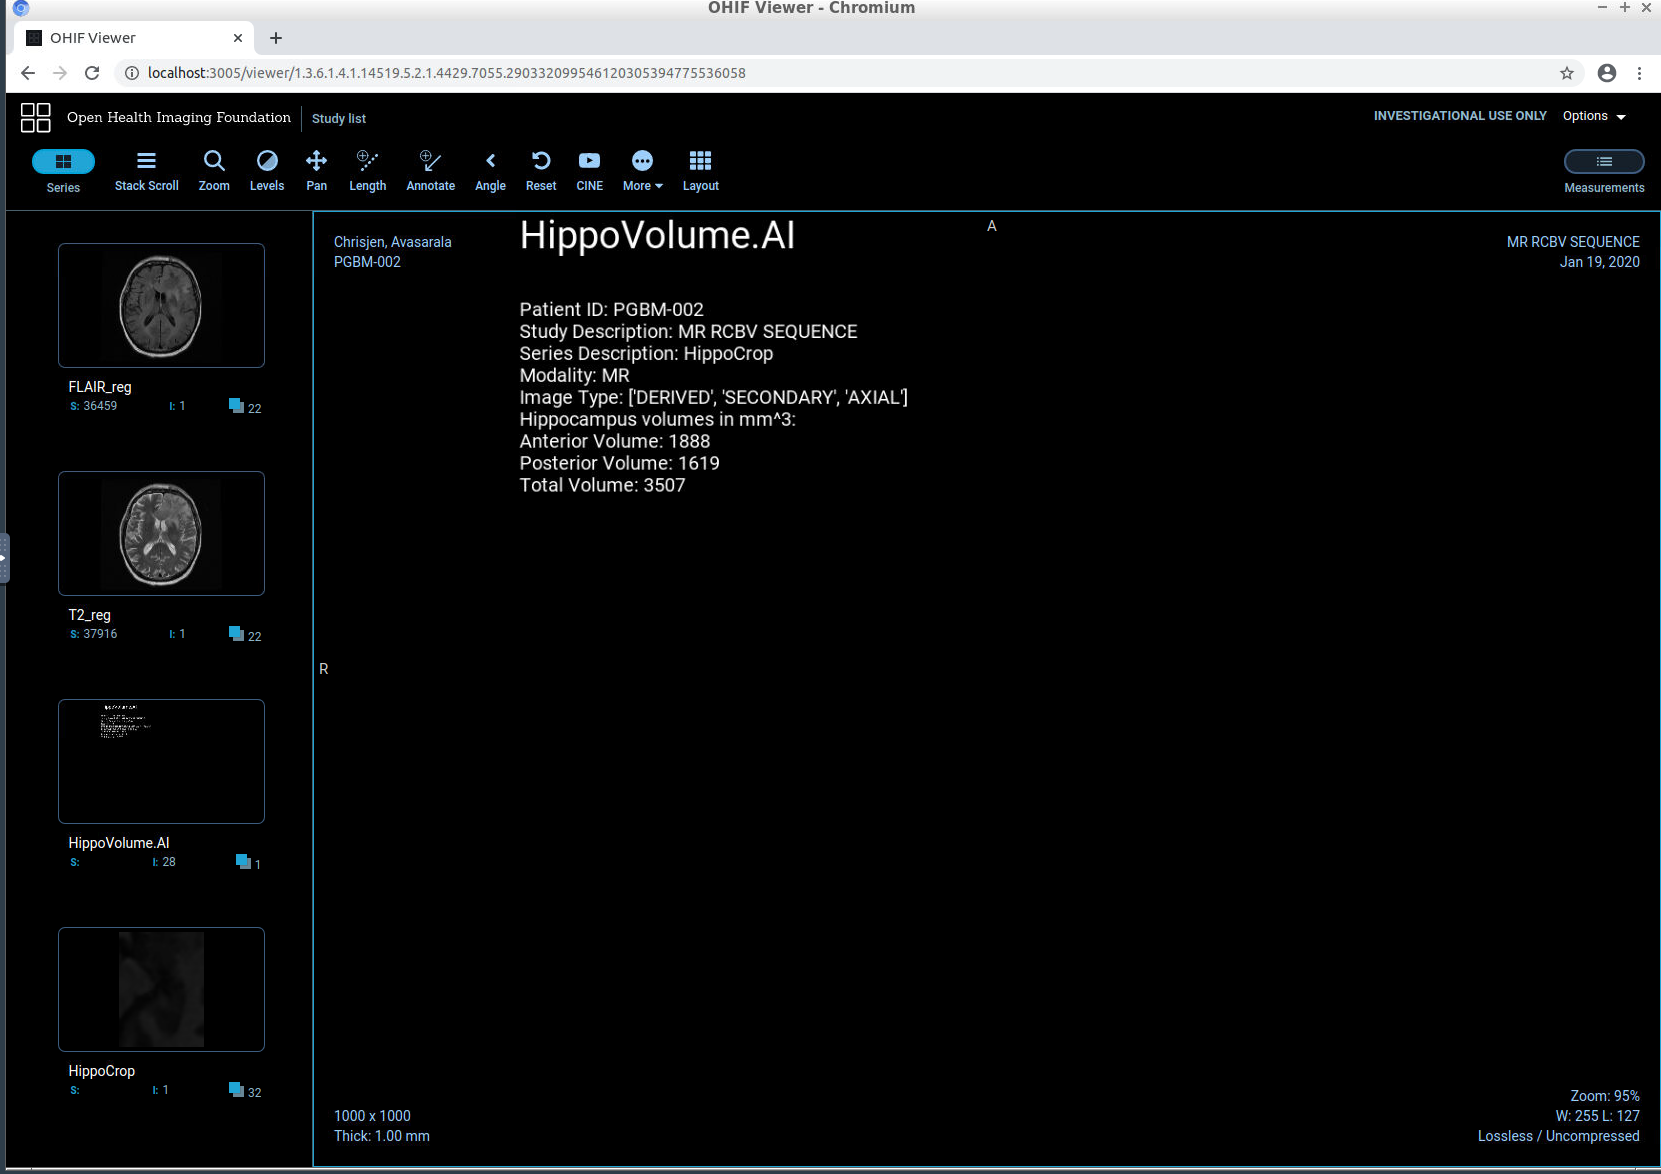 OHIF Viewer - Chromium
OHIF Viewer
localhost:3005/viewer/1.3.6.1.4.1.14519.5.2.1.4429.7055.290332099546120305394775536058
Open Health Imaging Foundation
Study list
INVESTIGATIONAL USE ONLY
Options
Series
Stack Scroll
Zoom
Levels
Pan
Length
Annotate
Angle
Reset
CINE
More
Layout
Measurements
FLAIR_reg
S: 36459 I: 1 22
T2_reg
S: 37916 I: 1 22
HippoVolume.AI
S: I: 28 1
HippoCrop
S: I: 1 32
Chrisjen, Avasarala
PGBM-002
HippoVolume.AI
A
MR RCBV SEQUENCE
Jan 19, 2020
Patient ID: PGBM-002
Study Description: MR RCBV SEQUENCE
Series Description: HippoCrop
Modality: MR
Image Type: ['DERIVED', 'SECONDARY', 'AXIAL']
Hippocampus volumes in mm^3:
Anterior Volume: 1888
Posterior Volume: 1619
Total Volume: 3507
R
1000 x 1000
Thick: 1.00 mm
Zoom: 95%
W: 255 L: 127
Lossless / Uncompressed